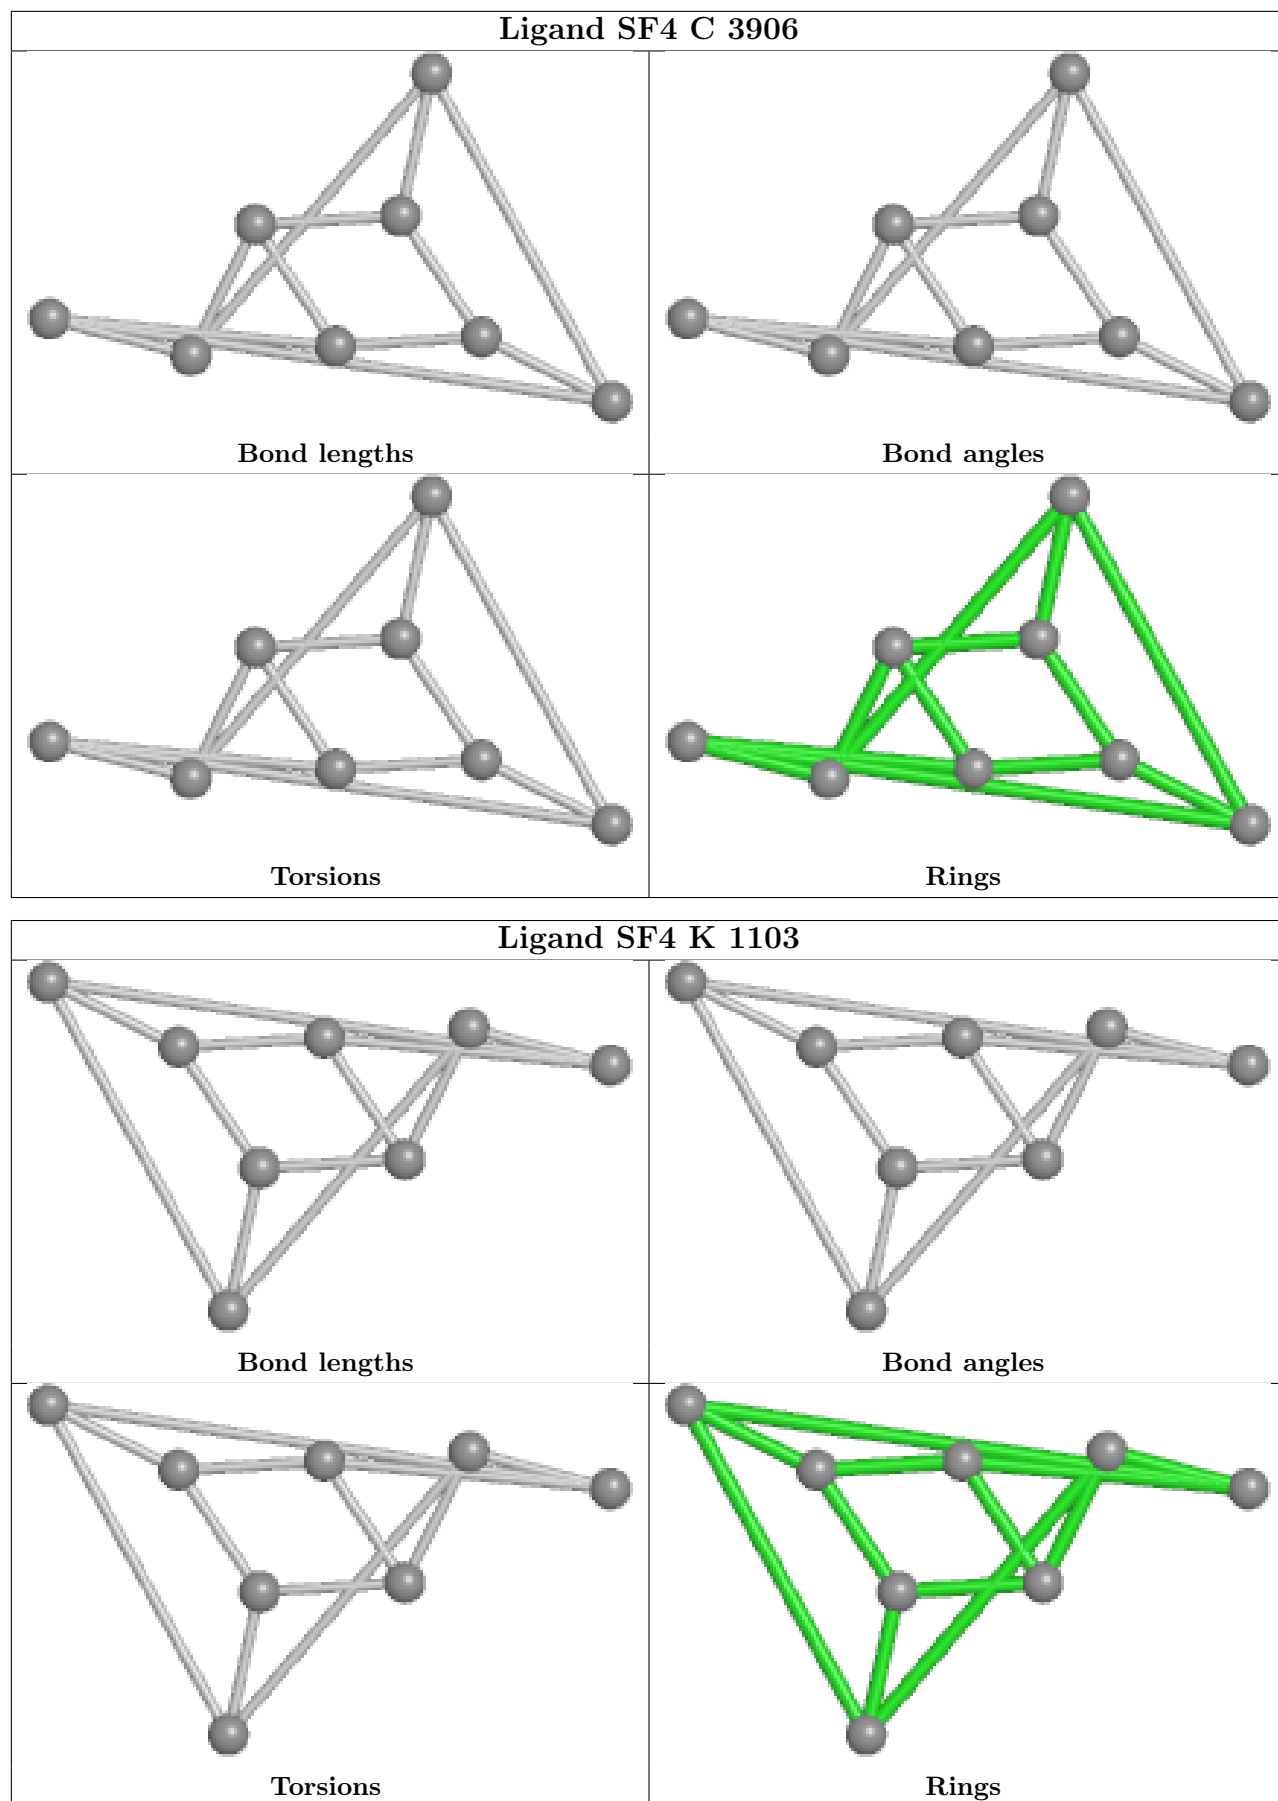 Ligand SF4 C 3906
Bond lengths
Bond angles
Torsions
Rings
Ligand SF4 K 1103
Bond lengths
Bond angles
Torsions
Rings